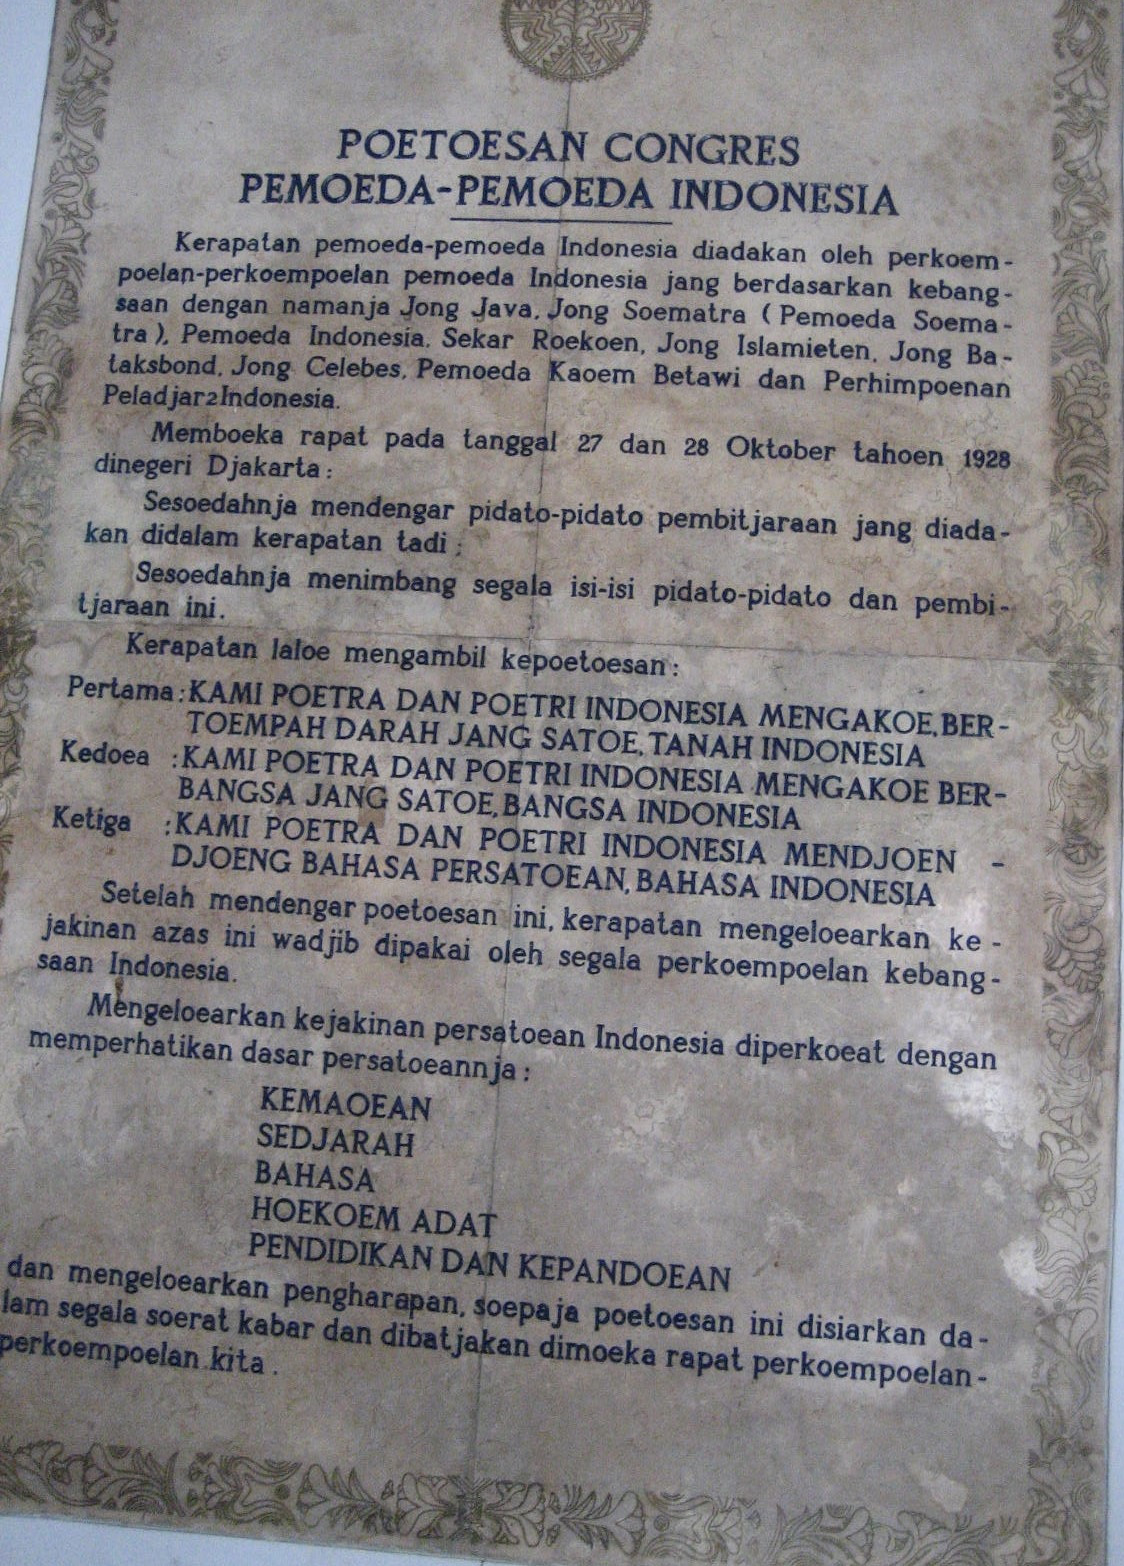 POETOESAN CONGRES
PEMOEDA-PEMOEDA INDONESIA
Kerapatan pemoeda-pemoeda Indonesia diadakan oleh perkoem-
poelan-perkoempoelan pemoeda Indonesia jang berdasarkan kebang-
saan dengan namanja Jong Java, Jong Soematra (Pemoeda Soema-
tra), Pemoeda Indonesia, Sekar Roekoen, Jong Islamieten, Jong Ba-
taksbond, Jong Celebes, Pemoeda Kaoem Betawi dan Perhimpoenan
Peladjar2Indonesia.
Memboeka rapat pada tanggal 27 dan 28 Oktober tahoen 1928
dinegeri Djakarta:
Sesoedahnja mendengar pidato-pidato pembitjaraan jang diada-
kan didalam kerapatan tadi ;
Sesoedahnja menimbang segala isi-isi pidato-pidato dan pembi-
tjaraan ini.
Kerapatan laloe mengambil kepoetoesan:
Pertama:KAMI POETRA DAN POETRI INDONESIA MENGAKOE,BER-
TOEMPAH DARAH JANG SATOE,TANAH INDONESIA
Kedoea :KAMI POETRA DAN POETRI INDONESIA MENGAKOE BER-
BANGSA JANG SATOE,BANGSA INDONESIA
Ketiga :KAMI POETRA DAN POETRI INDONESIA MENDJOEN -
DJOENG BAHASA PERSATOEAN,BAHASA INDONESIA
Setelah mendengar poetoesan ini, kerapatan mengeloearkan ke -
jakinan azas ini wadjib dipakai oleh segala perkoempoelan kebang-
saan Indonesia.
Mengeloearkan kejakinan persatoean Indonesia diperkoeat dengan
memperhatikan dasar persatoeannja:
KEMAOEAN
SEDJARAH
BAHASA
HOEKOEM ADAT
PENDIDIKAN DAN KEPANDOEAN
dan mengeloearkan pengharapan, soepaja poetoesan ini disiarkan da-
lam segala soerat kabar dan dibatjakan dimoeka rapat perkoempoelan-
perkoempoelan kita .